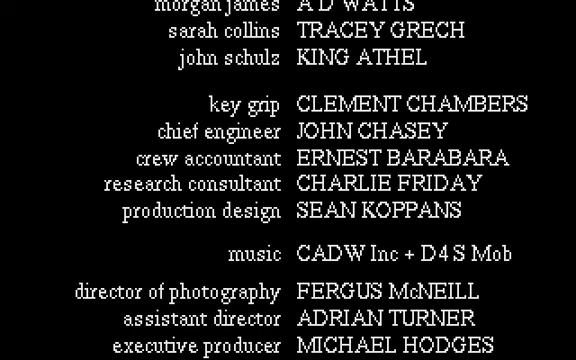 morgan james A D WATTS
sarah collins TRACEY GRECH
john schulz KING ATHEL
key grip CLEMENT CHAMBERS
chief engineer JOHN CHASEY
crew accountant ERNEST BARABARA
research consultant CHARLIE FRIDAY
production design SEAN KOPPANS
music CADW Inc + D4S Mob
director of photography FERGUS McNEILL
assistant director ADRIAN TURNER
executive producer MICHAEL HODGES